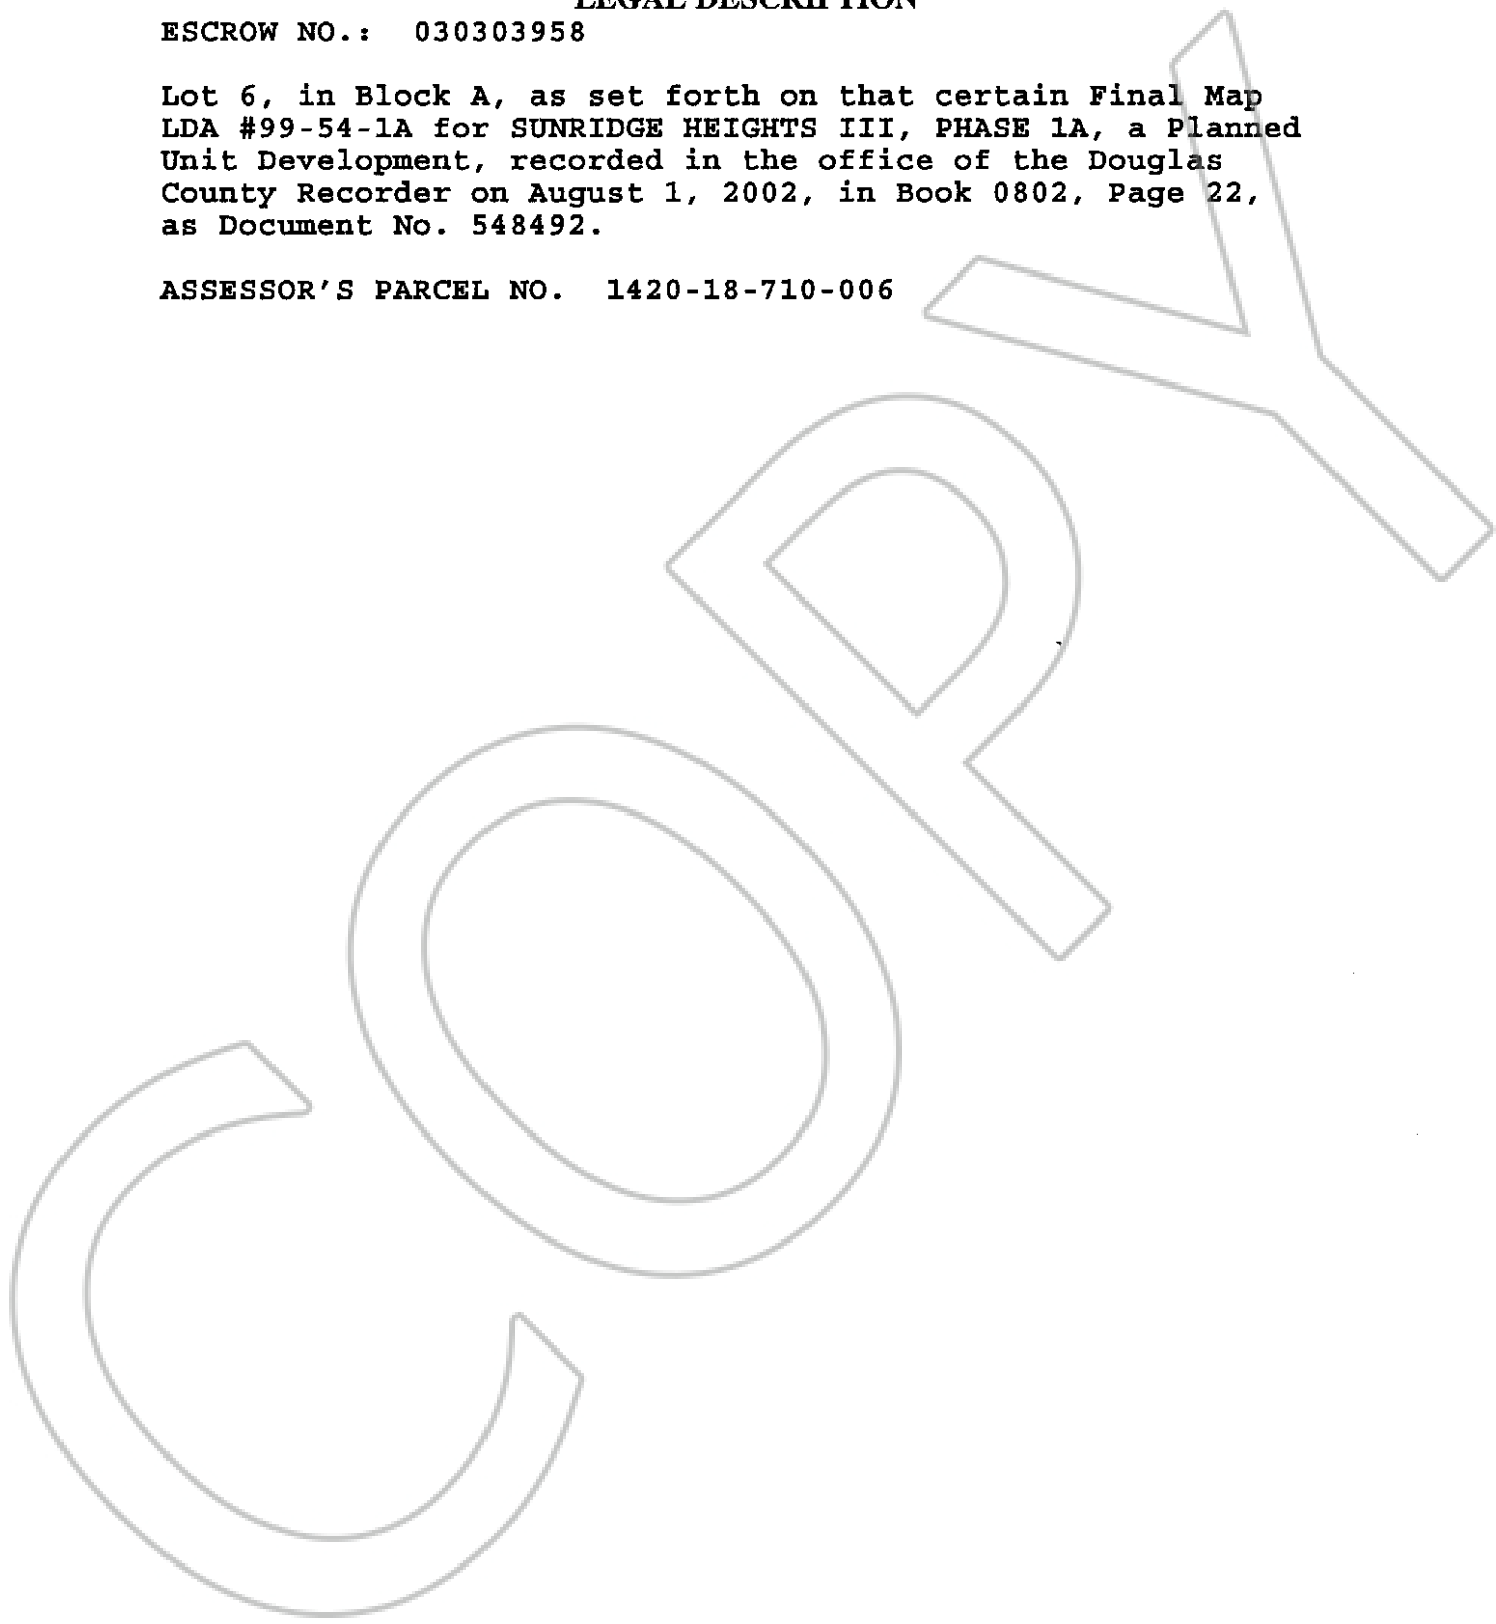 LEGAL DESCRIPTION
ESCROW NO.: 030303958
Lot 6, in Block A, as set forth on that certain Final Map
LDA #99-54-1A for SUNRIDGE HEIGHTS III, PHASE 1A, a Planned
Unit Development, recorded in the office of the Douglas
County Recorder on August 1, 2002, in Book 0802, Page 22,
as Document No. 548492.
ASSESSOR'S PARCEL NO. 1420-18-710-006
COPY